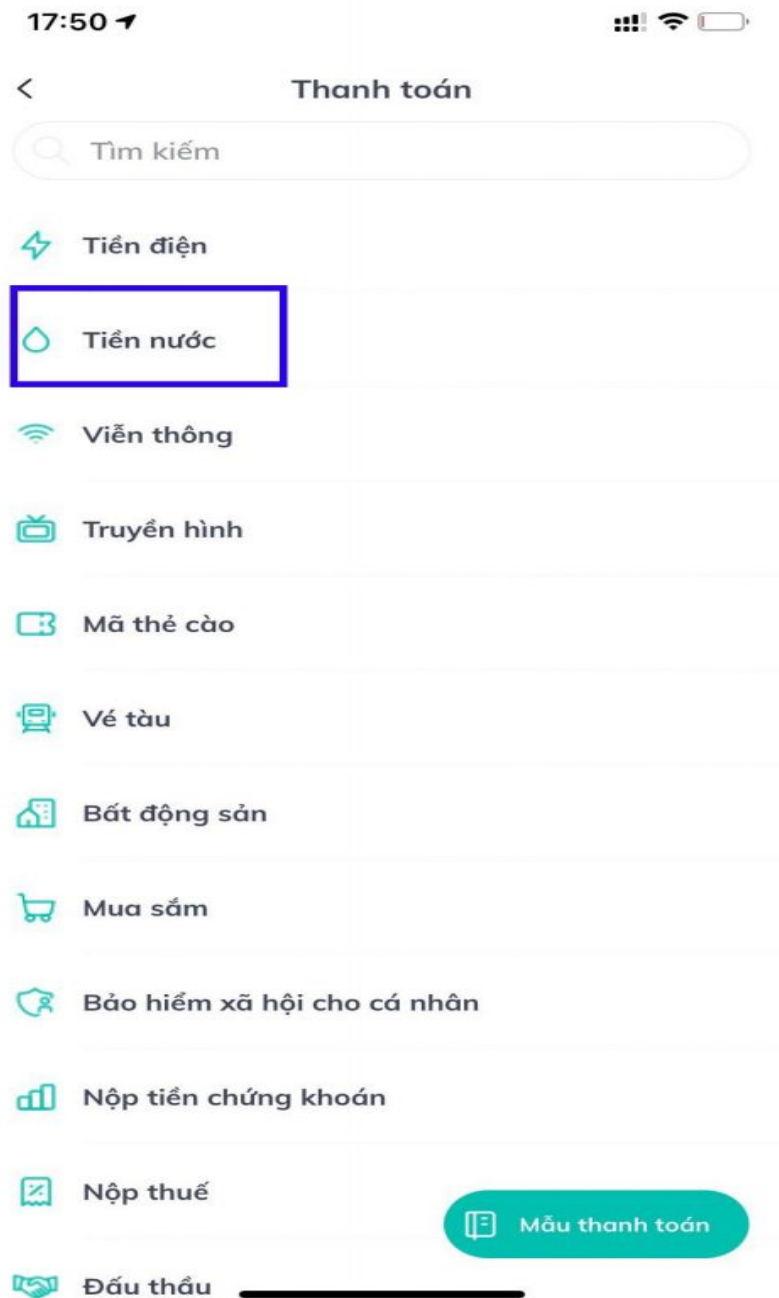 17:50
Thanh toán
Tìm kiếm
Tiền điện
Tiền nước
Viễn thông
Truyền hình
Mã thẻ cào
Vé tàu
Bất động sản
Mua sắm
Bảo hiểm xã hội cho cá nhân
Nộp tiền chứng khoán
Nộp thuế
Mẫu thanh toán
Đấu thầu